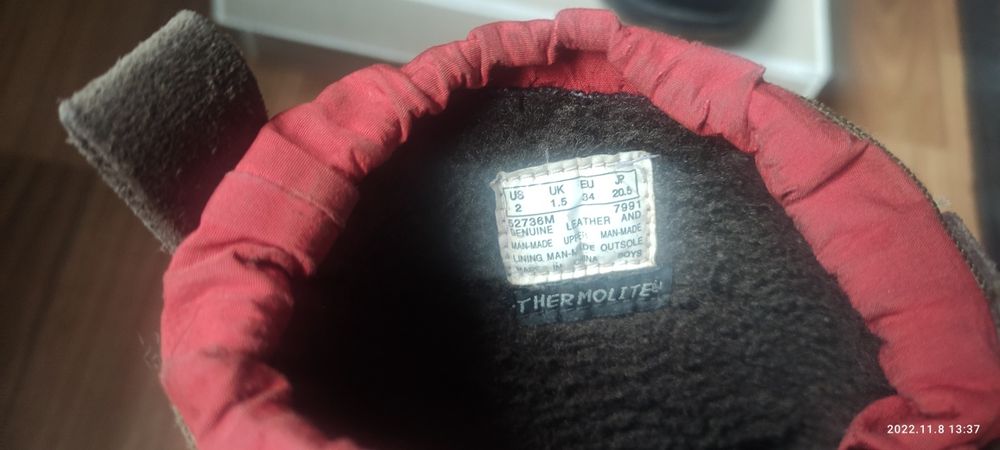 US UK EU JP
2 1.5 34 20.5
52736M 7991
GENUINE LEATHER AND
MAN-MADE UPPER MAN-MADE
LINING MAN-MADE OUTSOLE
MADE IN CHINA BOYS
THERMOLITE
2022.11.8 13:37